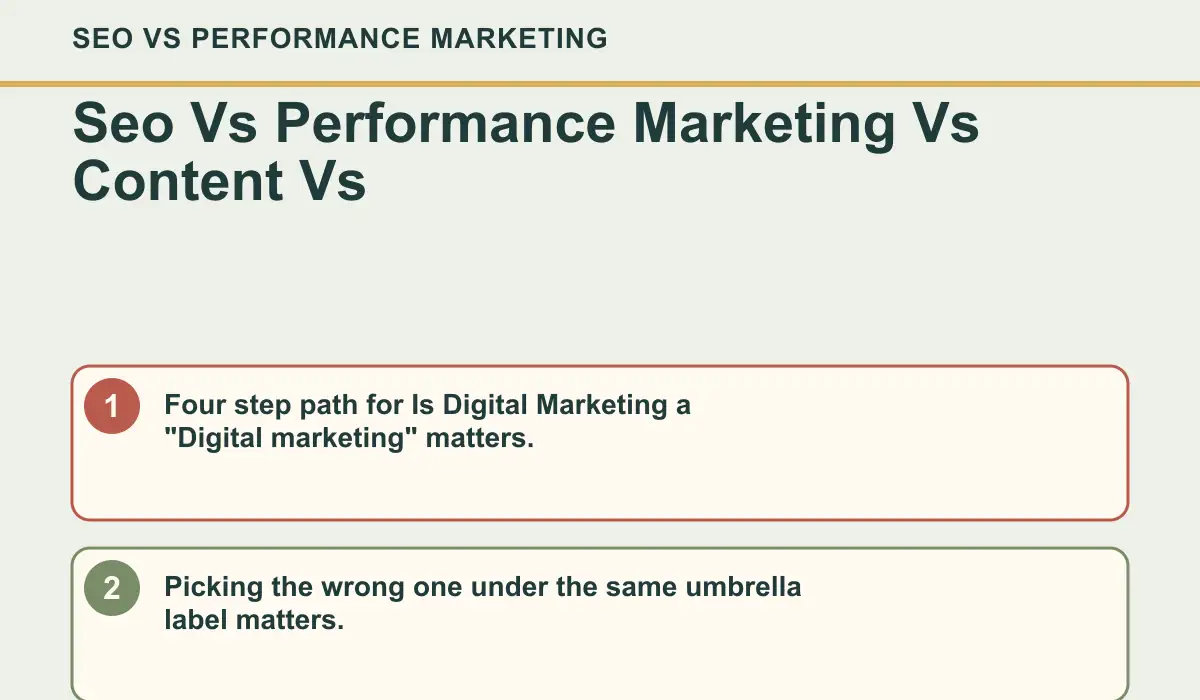 SEO VS PERFORMANCE MARKETING
Seo Vs Performance Marketing Vs
Content Vs
1
Four step path for Is Digital Marketing a
"Digital marketing" matters.
2
Picking the wrong one under the same umbrella
label matters.